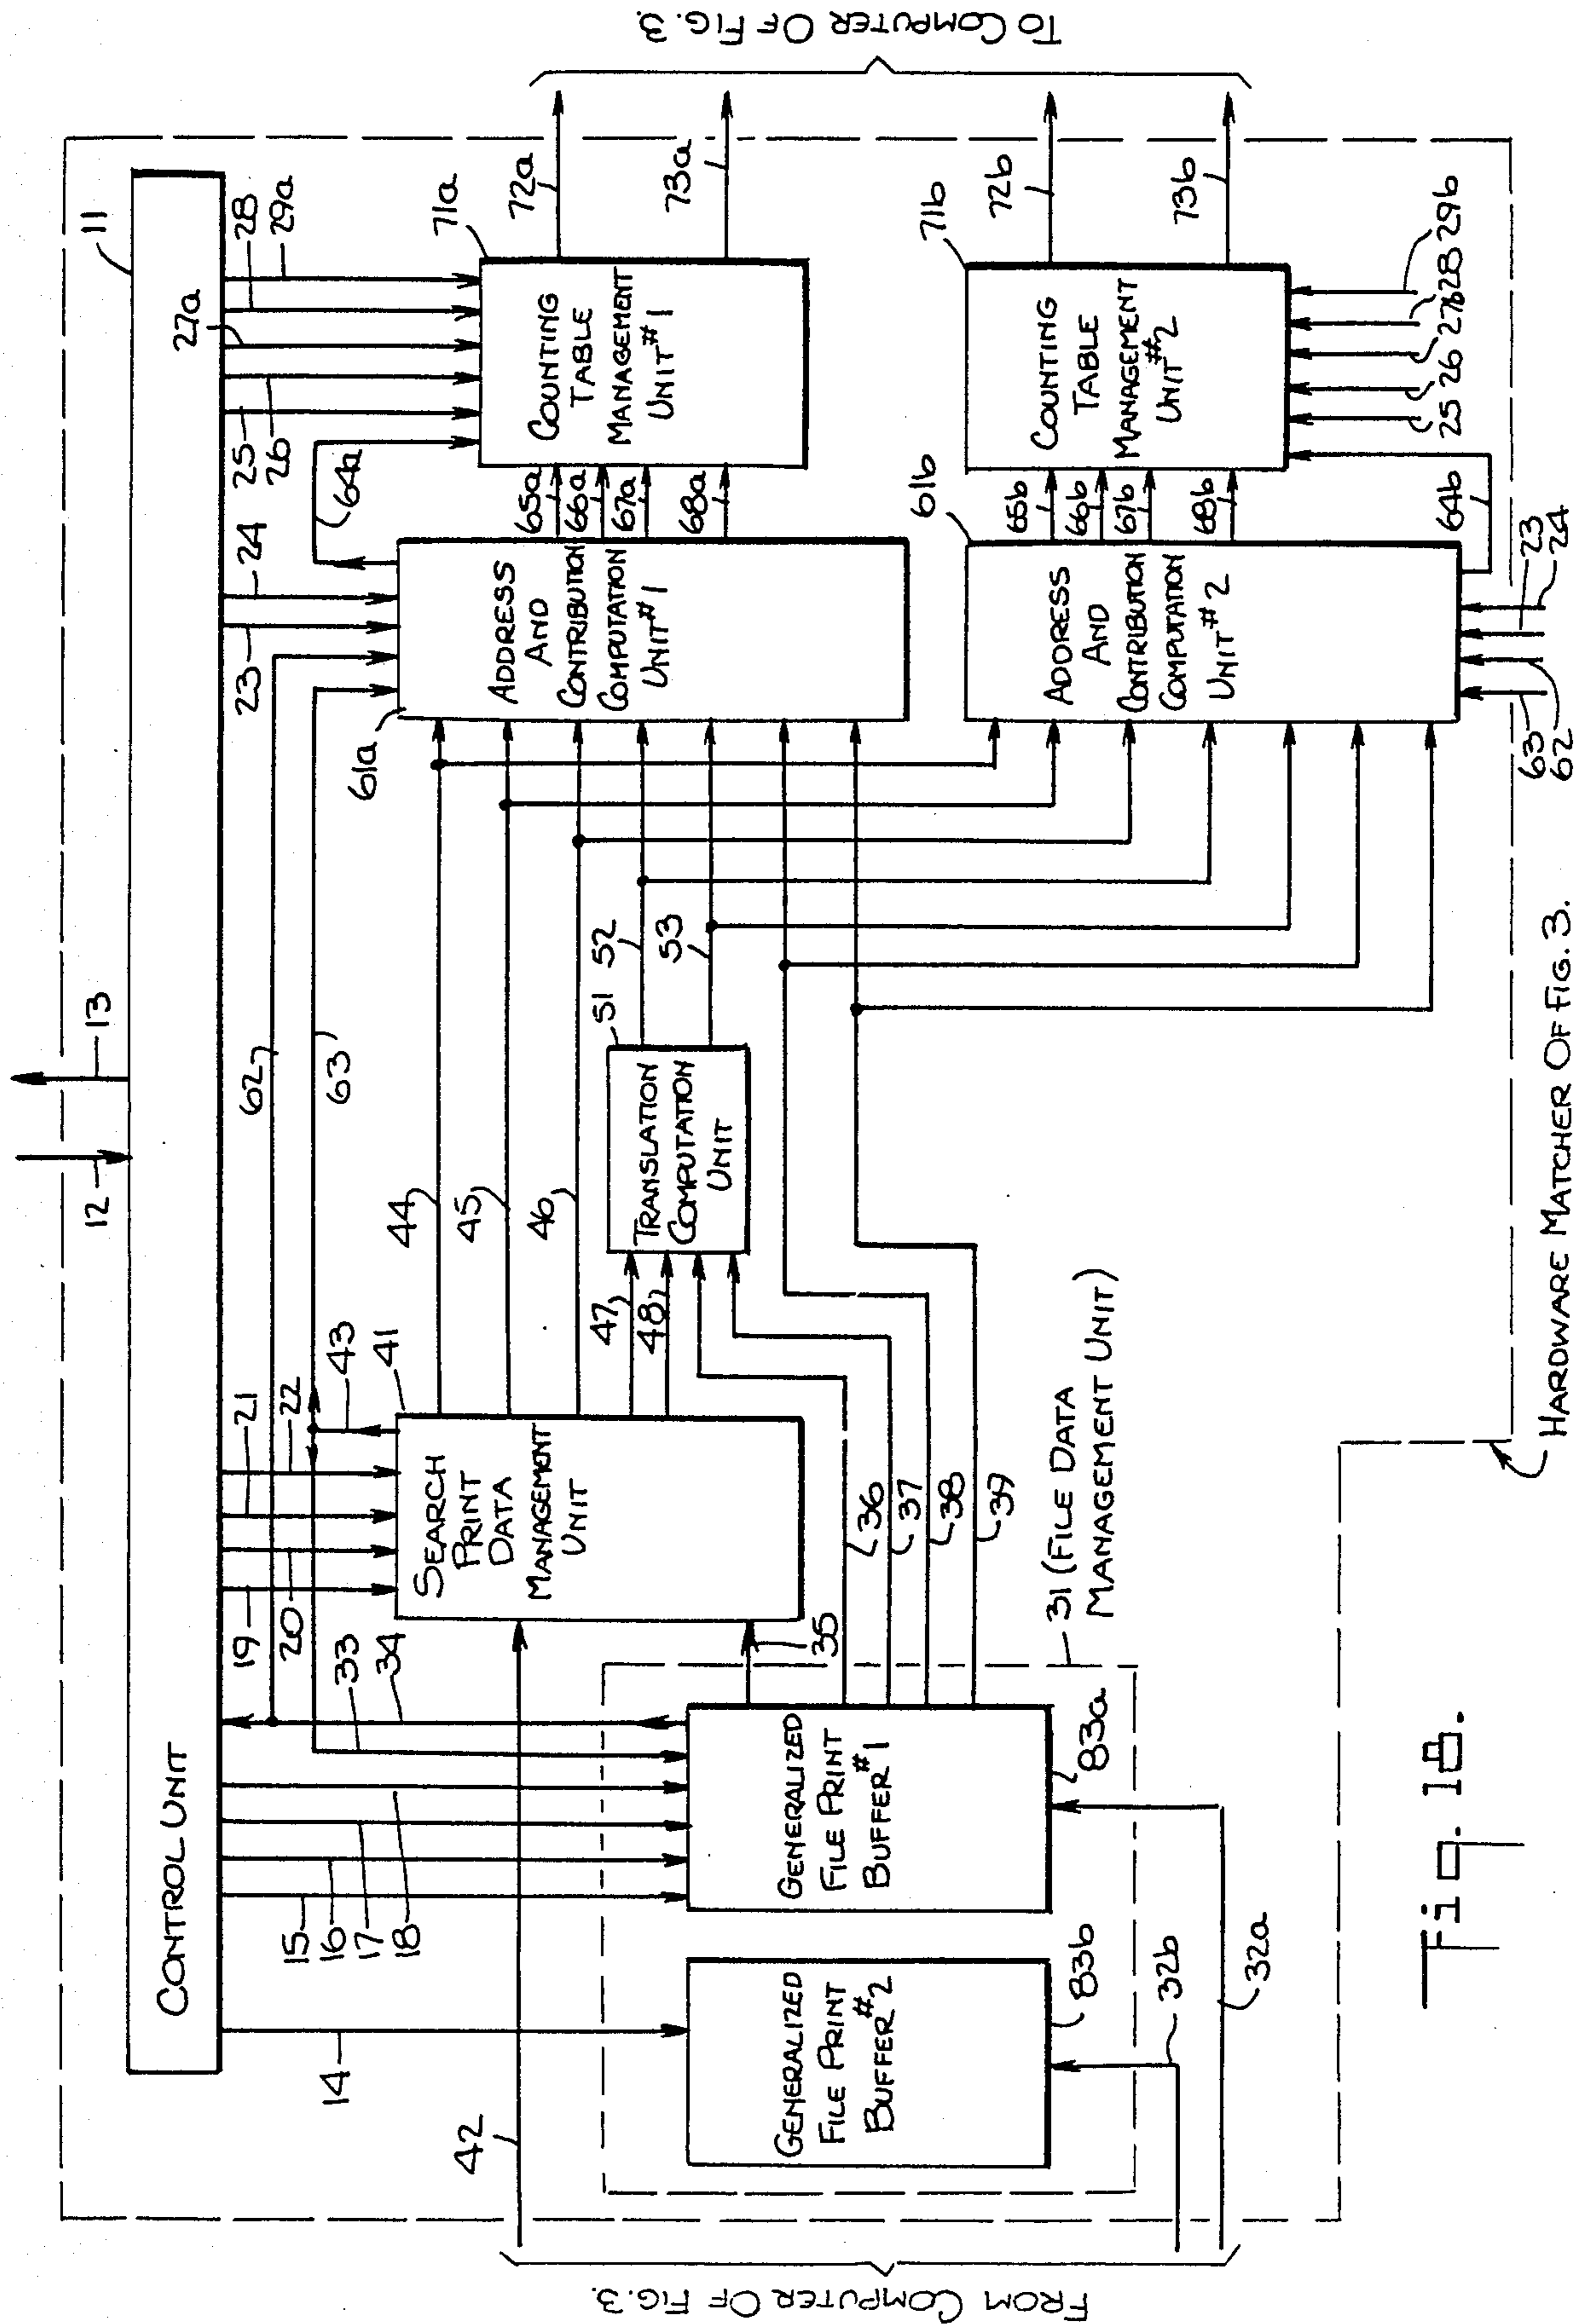 12
13
11
CONTROL UNIT
14
15
16
17
18
33
34
19
20
21
22
43
41
62
63
23
24
64a
25
26
27a
28
29a
42
SEARCH
PRINT
DATA
MANAGEMENT
UNIT
44
45
46
47
48
51
TRANSLATION
COMPUTATION
UNIT
52
53
61a
ADDRESS
AND
CONTRIBUTION
COMPUTATION
UNIT #1
65a
66a
67a
68a
71a
COUNTING
TABLE
MANAGEMENT
UNIT #1
72a
73a
GENERALIZED
FILE PRINT
BUFFER #2
83b
GENERALIZED
FILE PRINT
BUFFER #1
83a
35
36
37
38
39
31 (FILE DATA
MANAGEMENT UNIT)
32b
32a
61b
ADDRESS
AND
CONTRIBUTION
COMPUTATION
UNIT #2
63
62
23
24
64b
65b
66b
67b
68b
71b
COUNTING
TABLE
MANAGEMENT
UNIT #2
72b
73b
25
26
27b
28
29b
FROM COMPUTER OF FIG. 3.
TO COMPUTER OF FIG. 3.
HARDWARE MATCHER OF FIG. 3.
Fig. 1B.